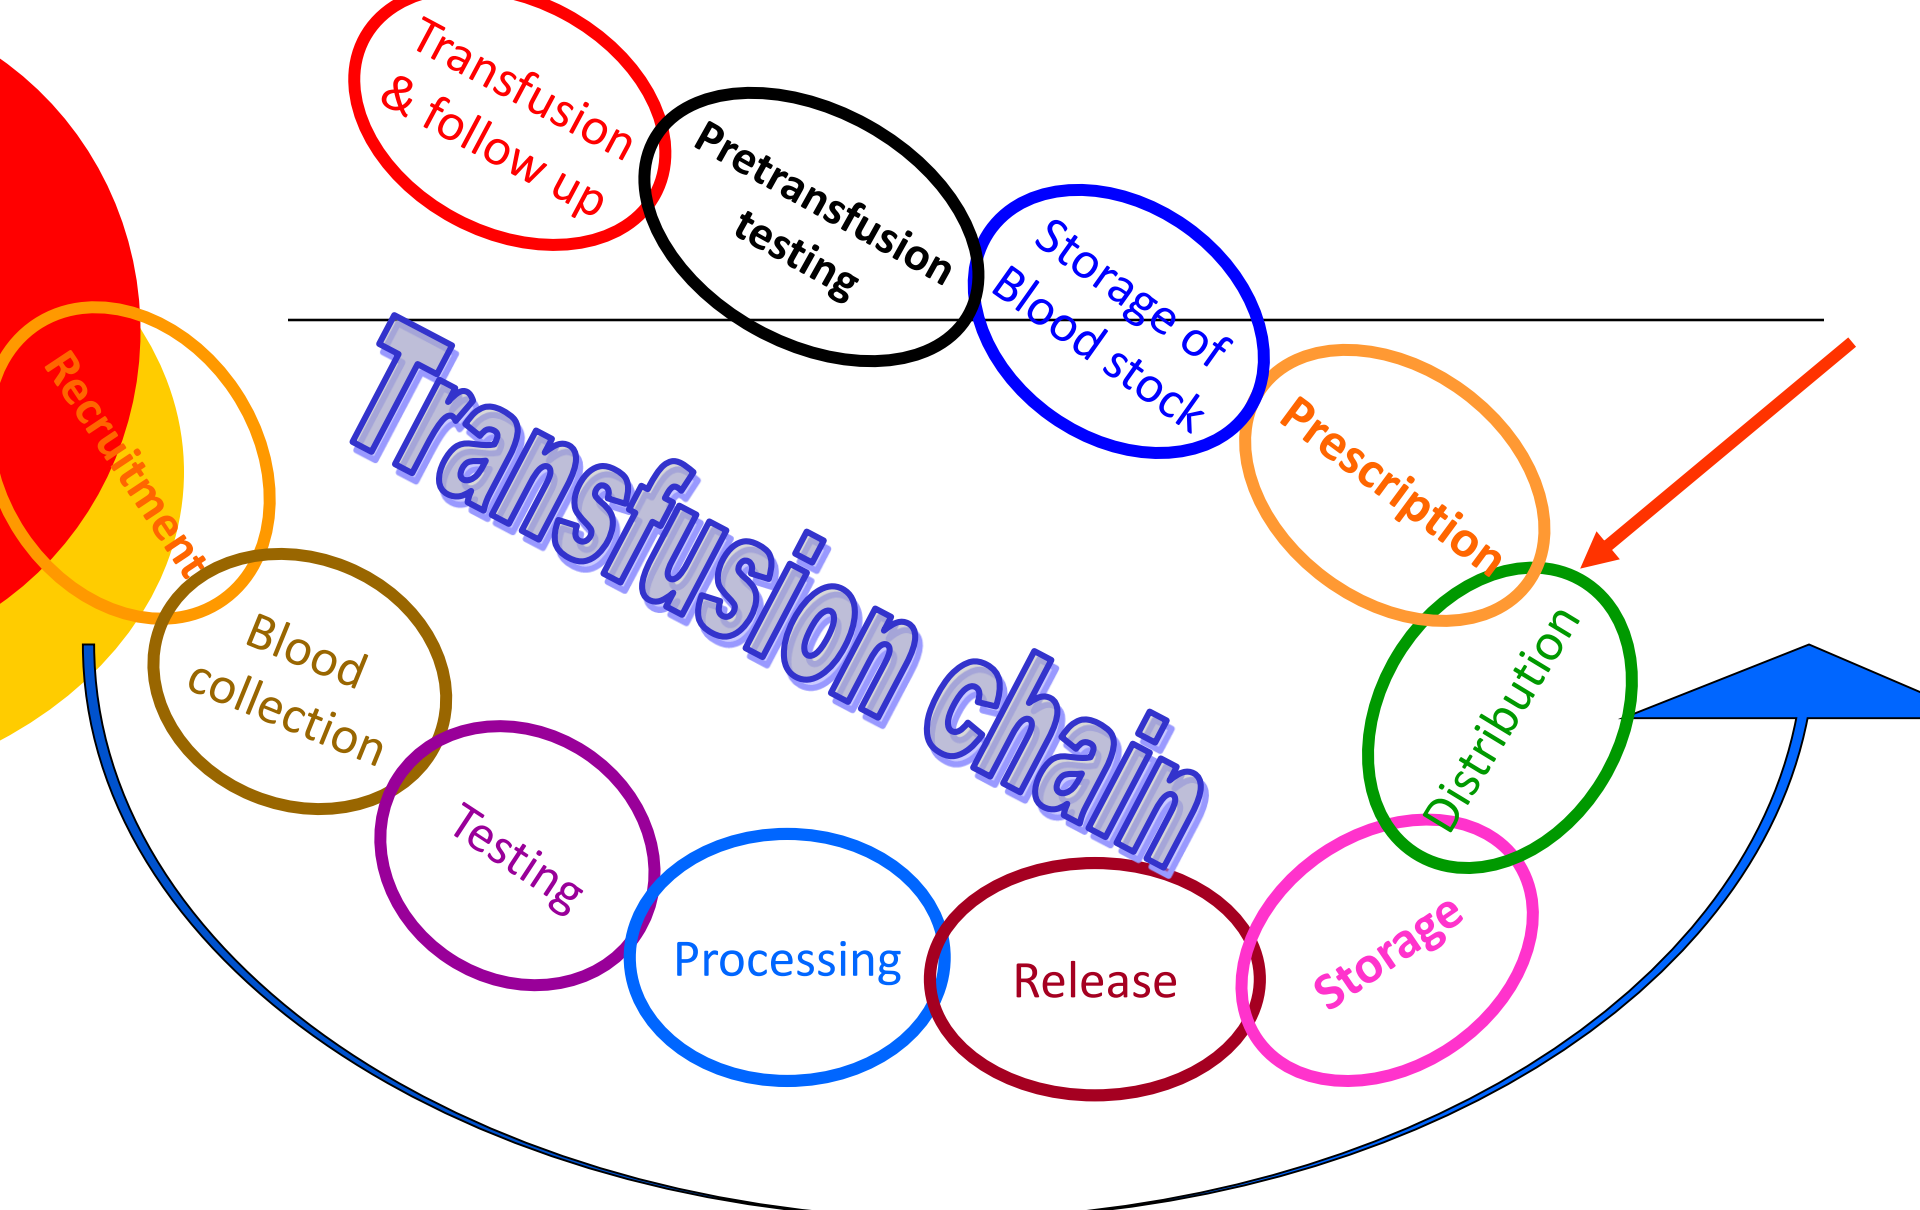 Transfusion
& follow up
Pretransfusion
testing
Storage of
Blood stock
Prescription
Distribution
Storage
Release
Processing
Testing
Blood
collection
Recruitment
Transfusion chain